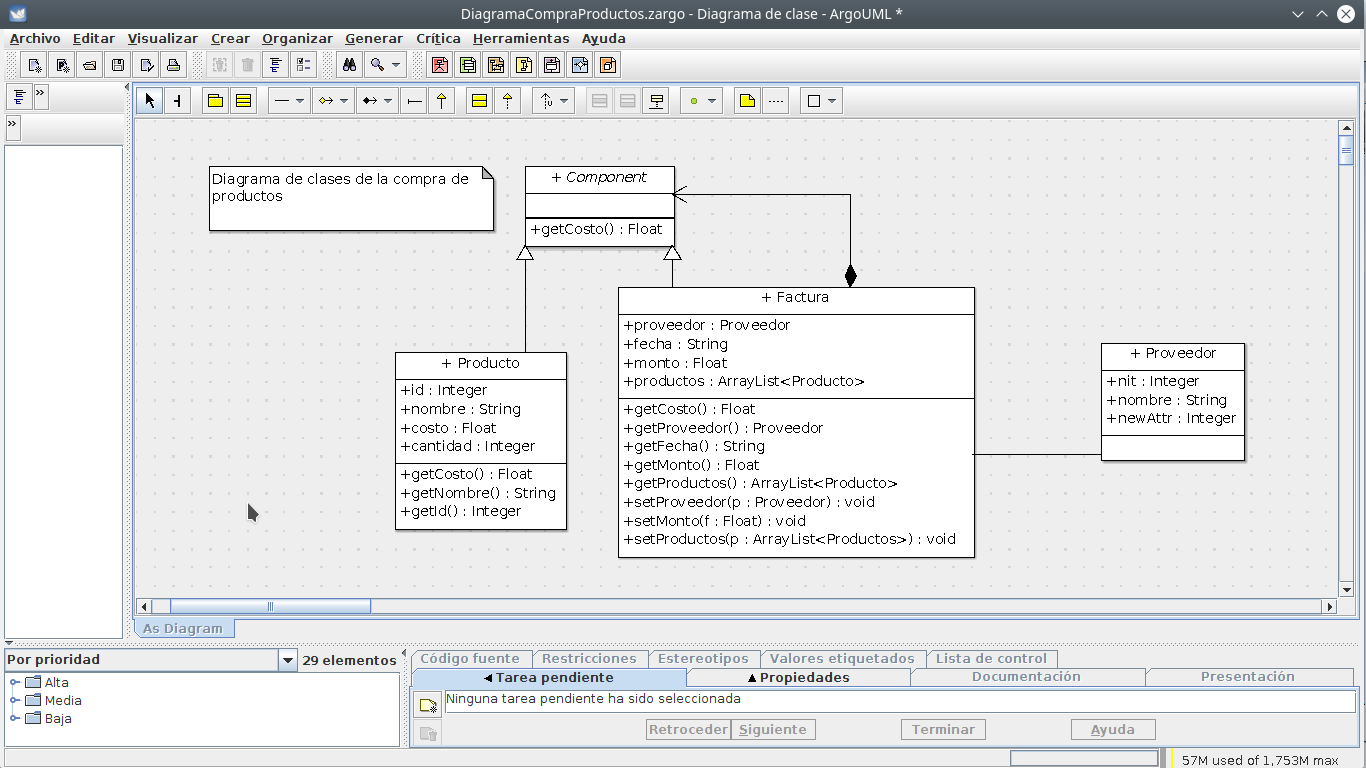 DiagramaCompraProductos.zargo - Diagrama de clase - ArgoUML *
Archivo Editar Visualizar Crear Organizar Generar Crítica Herramientas Ayuda
»
»
Diagrama de clases de la compra de
productos
+ Component
+getCosto() : Float
+ Producto
+id : Integer
+nombre : String
+costo : Float
+cantidad : Integer
+getCosto() : Float
+getNombre() : String
+getId() : Integer
+ Factura
+proveedor : Proveedor
+fecha : String
+monto : Float
+productos : ArrayList<Producto>
+getCosto() : Float
+getProveedor() : Proveedor
+getFecha() : String
+getMonto() : Float
+getProductos() : ArrayList<Producto>
+setProveedor(p : Proveedor) : void
+setMonto(f : Float) : void
+setProductos(p : ArrayList<Productos>) : void
+ Proveedor
+nit : Integer
+nombre : String
+newAttr : Integer
As Diagram
Por prioridad 29 elementos
Alta
Media
Baja
Código fuente Restricciones Estereotipos Valores etiquetados Lista de control
Tarea pendiente Propiedades Documentación Presentación
Ninguna tarea pendiente ha sido seleccionada
Retroceder Siguiente Terminar Ayuda
57M used of 1,753M max